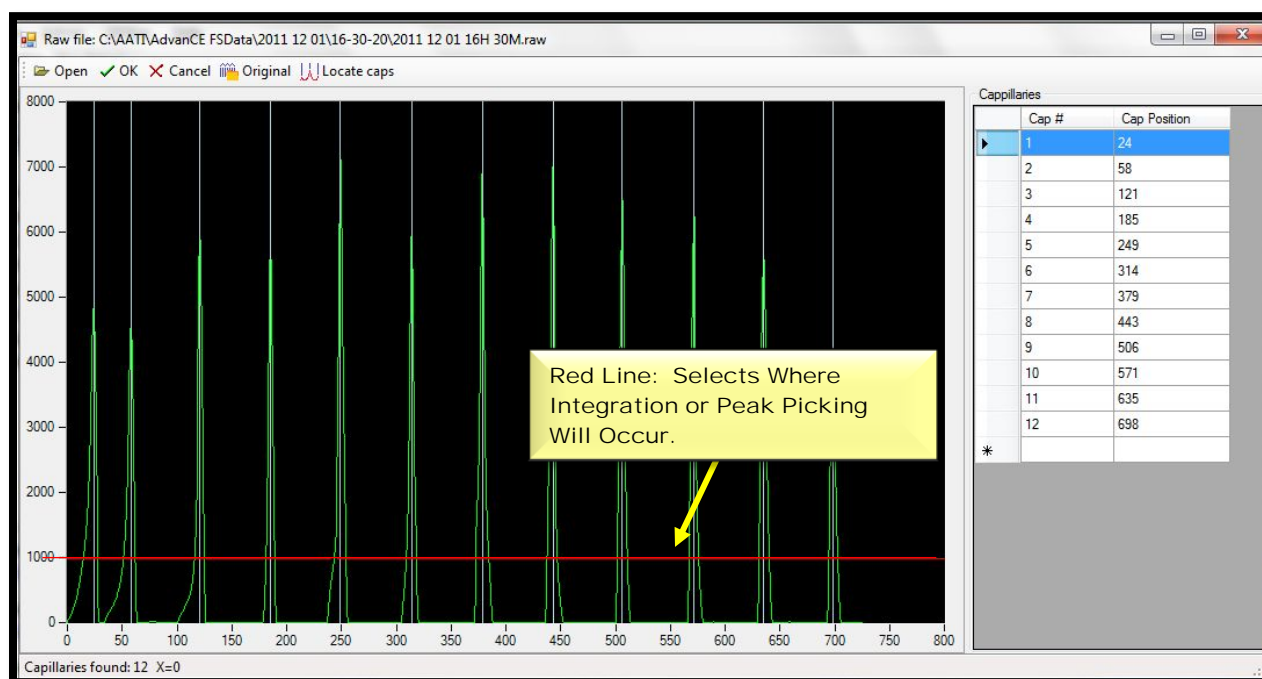 Raw file: C:\AATI\AdvanCE FSData\2011 12 01\16-30-20\2011 12 01 16H 30M.raw
Open OK Cancel Original Locate caps
8000
7000
6000
5000
4000
3000
2000
1000
0
0 50 100 150 200 250 300 350 400 450 500 550 600 650 700 750 800
Red Line: Selects Where
Integration or Peak Picking
Will Occur.
Cappillaries
Cap # Cap Position
1 24
2 58
3 121
4 185
5 249
6 314
7 379
8 443
9 506
10 571
11 635
12 698
Capillaries found: 12 X=0